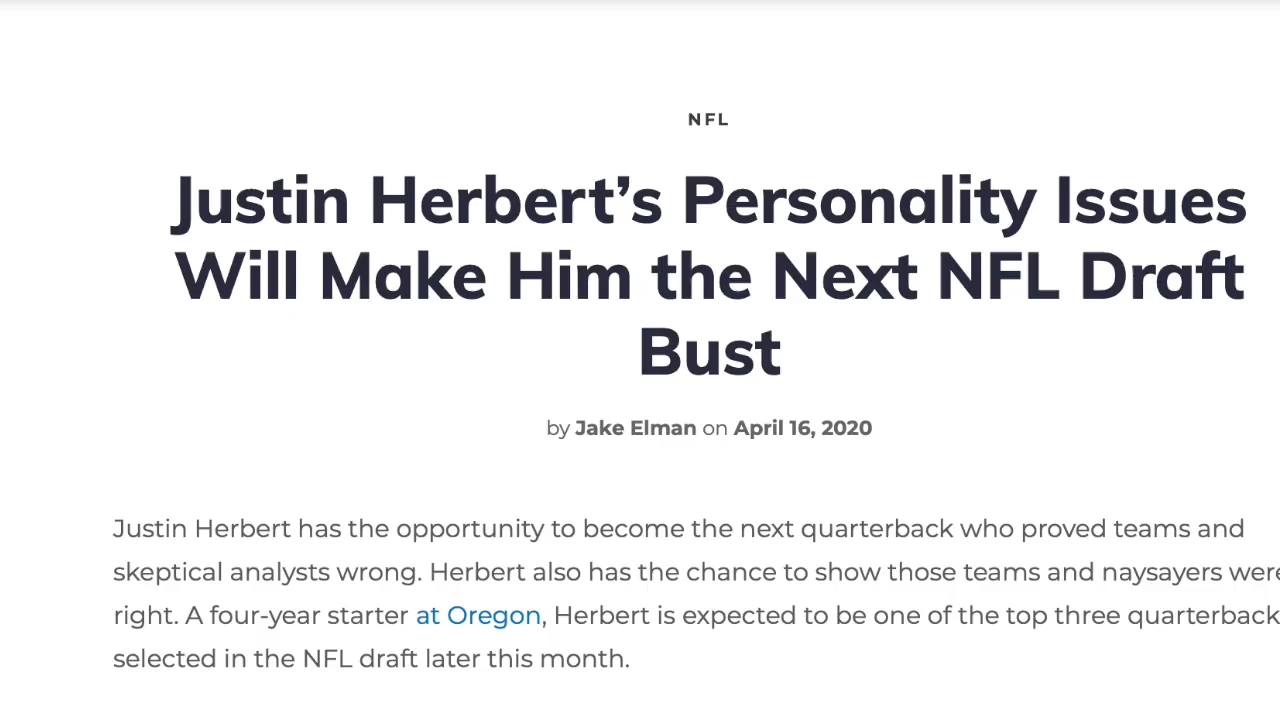 NFL
Justin Herbert’s Personality Issues
Will Make Him the Next NFL Draft
Bust
by Jake Elman on April 16, 2020
Justin Herbert has the opportunity to become the next quarterback who proved teams and
skeptical analysts wrong. Herbert also has the chance to show those teams and naysayers were
right. A four-year starter at Oregon, Herbert is expected to be one of the top three quarterback
selected in the NFL draft later this month.